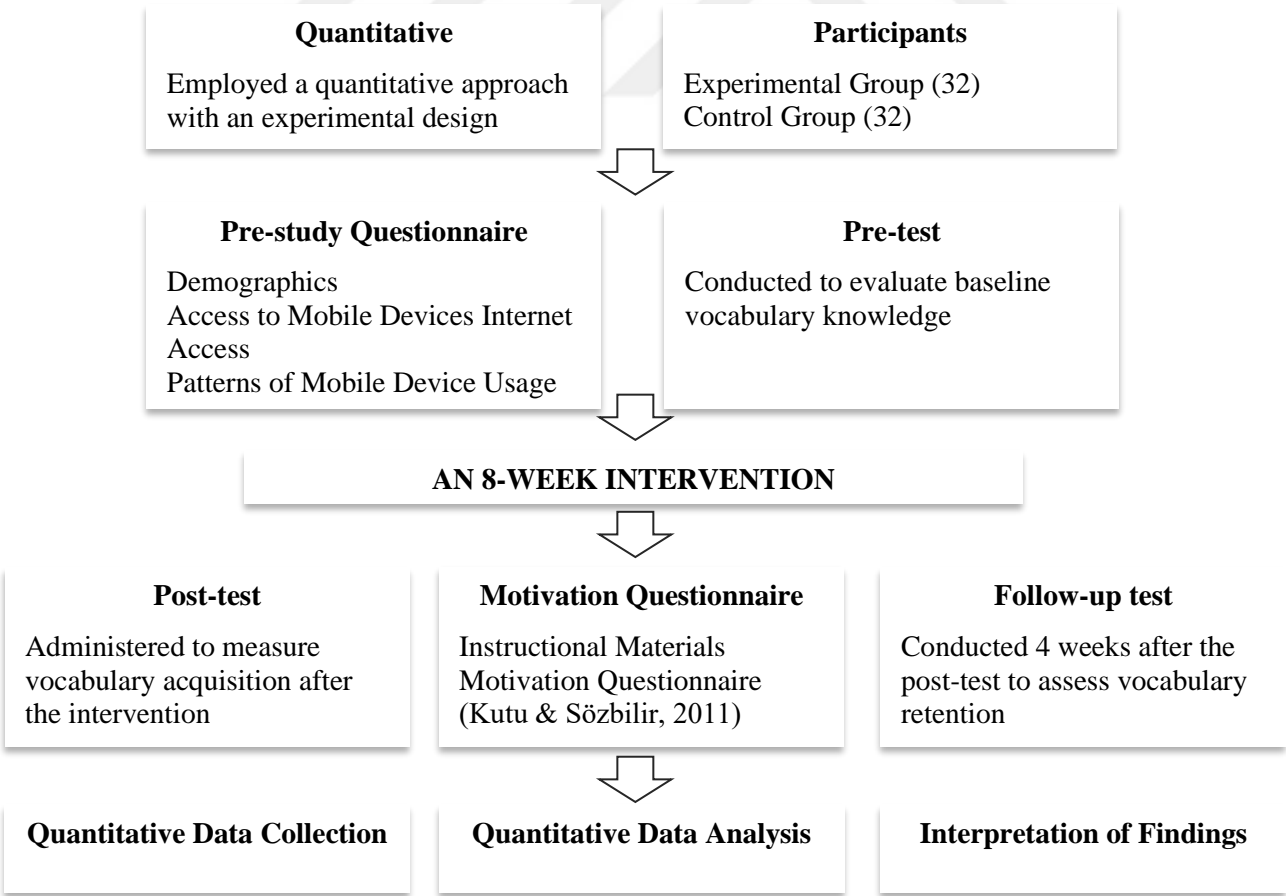 Quantitative
Employed a quantitative approach
with an experimental design
Participants
Experimental Group (32)
Control Group (32)
Pre-study Questionnaire
Demographics
Access to Mobile Devices Internet
Access
Patterns of Mobile Device Usage
Pre-test
Conducted to evaluate baseline
vocabulary knowledge
AN 8-WEEK INTERVENTION
Post-test
Administered to measure
vocabulary acquisition after
the intervention
Motivation Questionnaire
Instructional Materials
Motivation Questionnaire
(Kutu & Sözbilir, 2011)
Follow-up test
Conducted 4 weeks after the
post-test to assess vocabulary
retention
Quantitative Data Collection
Quantitative Data Analysis
Interpretation of Findings